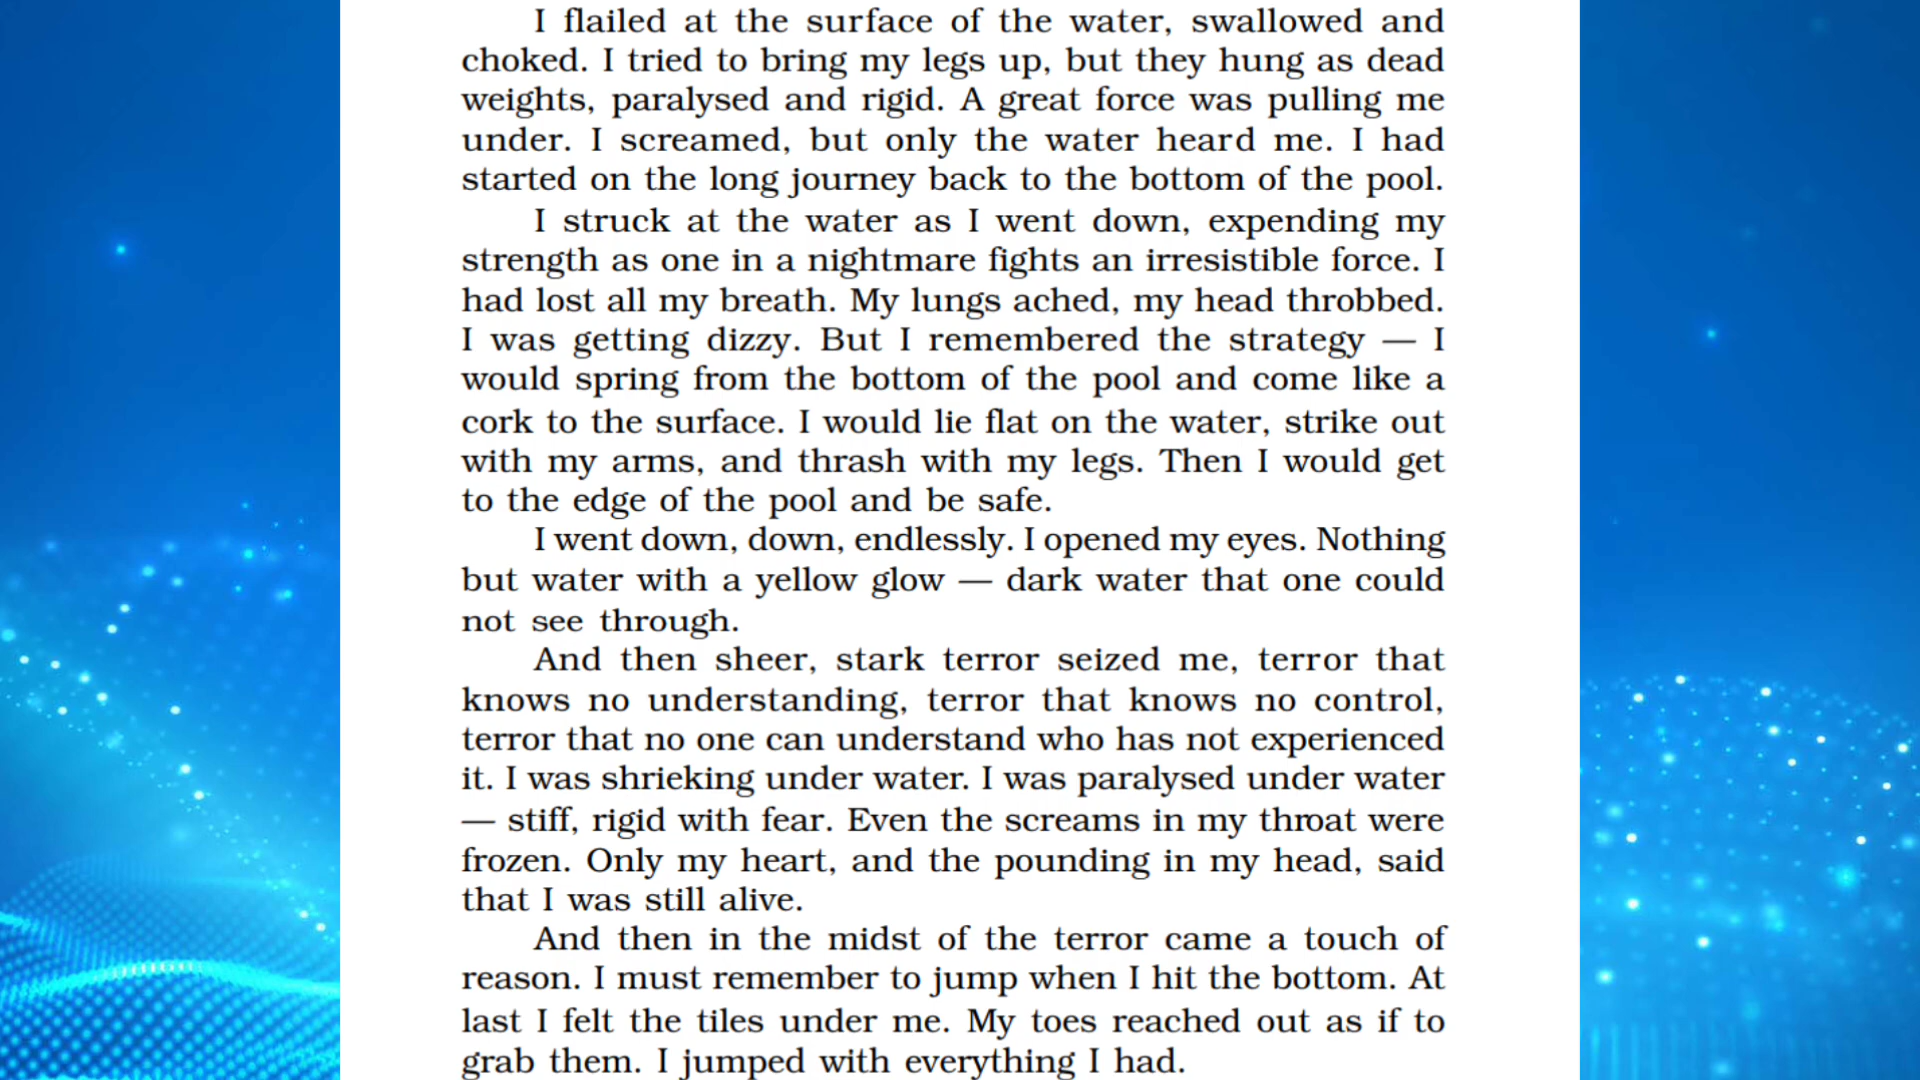 I flailed at the surface of the water, swallowed and
choked. I tried to bring my legs up, but they hung as dead
weights, paralysed and rigid. A great force was pulling me
under. I screamed, but only the water heard me. I had
started on the long journey back to the bottom of the pool.
I struck at the water as I went down, expending my
strength as one in a nightmare fights an irresistible force. I
had lost all my breath. My lungs ached, my head throbbed.
I was getting dizzy. But I remembered the strategy — I
would spring from the bottom of the pool and come like a
cork to the surface. I would lie flat on the water, strike out
with my arms, and thrash with my legs. Then I would get
to the edge of the pool and be safe.
I went down, down, endlessly. I opened my eyes. Nothing
but water with a yellow glow — dark water that one could
not see through.
And then sheer, stark terror seized me, terror that
knows no understanding, terror that knows no control,
terror that no one can understand who has not experienced
it. I was shrieking under water. I was paralysed under water
— stiff, rigid with fear. Even the screams in my throat were
frozen. Only my heart, and the pounding in my head, said
that I was still alive.
And then in the midst of the terror came a touch of
reason. I must remember to jump when I hit the bottom. At
last I felt the tiles under me. My toes reached out as if to
grab them. I jumped with everything I had.